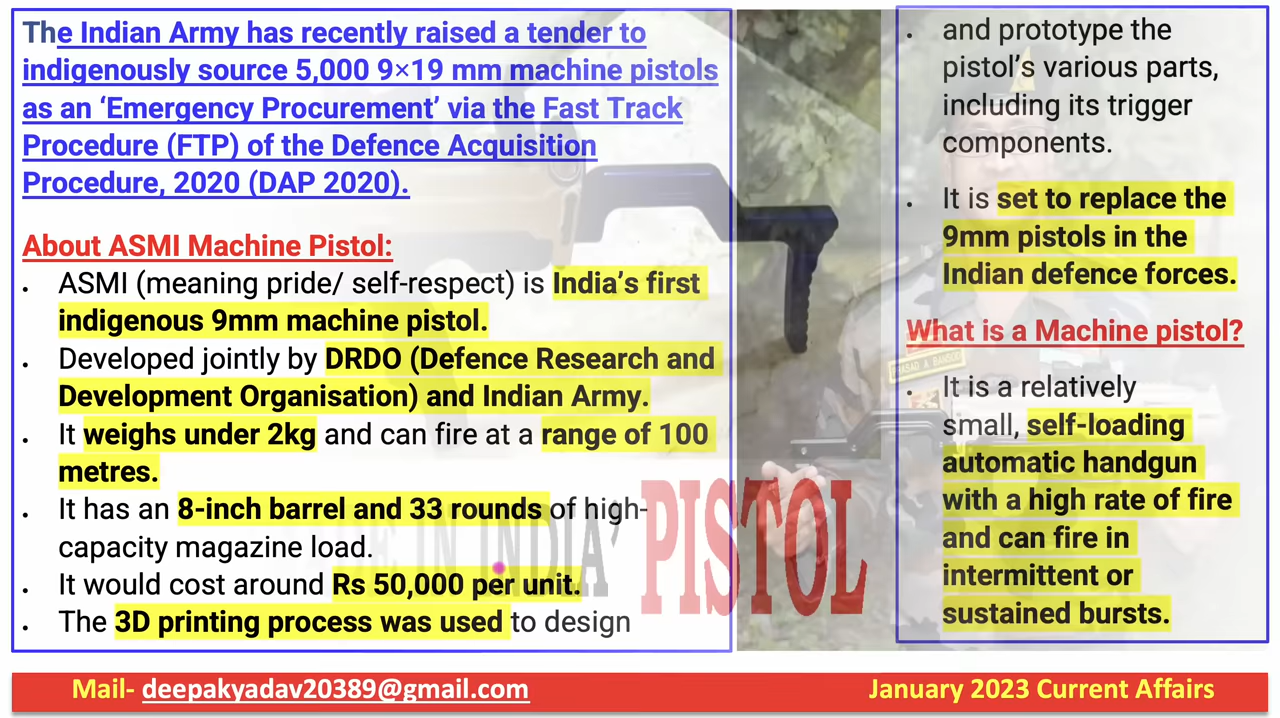 The Indian Army has recently raised a tender to
indigenously source 5,000 9×19 mm machine pistols
as an ‘Emergency Procurement’ via the Fast Track
Procedure (FTP) of the Defence Acquisition
Procedure, 2020 (DAP 2020).
About ASMI Machine Pistol:
• ASMI (meaning pride/ self-respect) is India’s first
indigenous 9mm machine pistol.
• Developed jointly by DRDO (Defence Research and
Development Organisation) and Indian Army.
• It weighs under 2kg and can fire at a range of 100
metres.
• It has an 8-inch barrel and 33 rounds of high-
capacity magazine load.
• It would cost around Rs 50,000 per unit.
• The 3D printing process was used to design
• and prototype the
pistol’s various parts,
including its trigger
components.
• It is set to replace the
9mm pistols in the
Indian defence forces.
What is a Machine pistol?
• It is a relatively
small, self-loading
automatic handgun
with a high rate of fire
and can fire in
intermittent or
sustained bursts.
IN INDIA’ PISTOL
Mail- deepakyadav20389@gmail.com
January 2023 Current Affairs